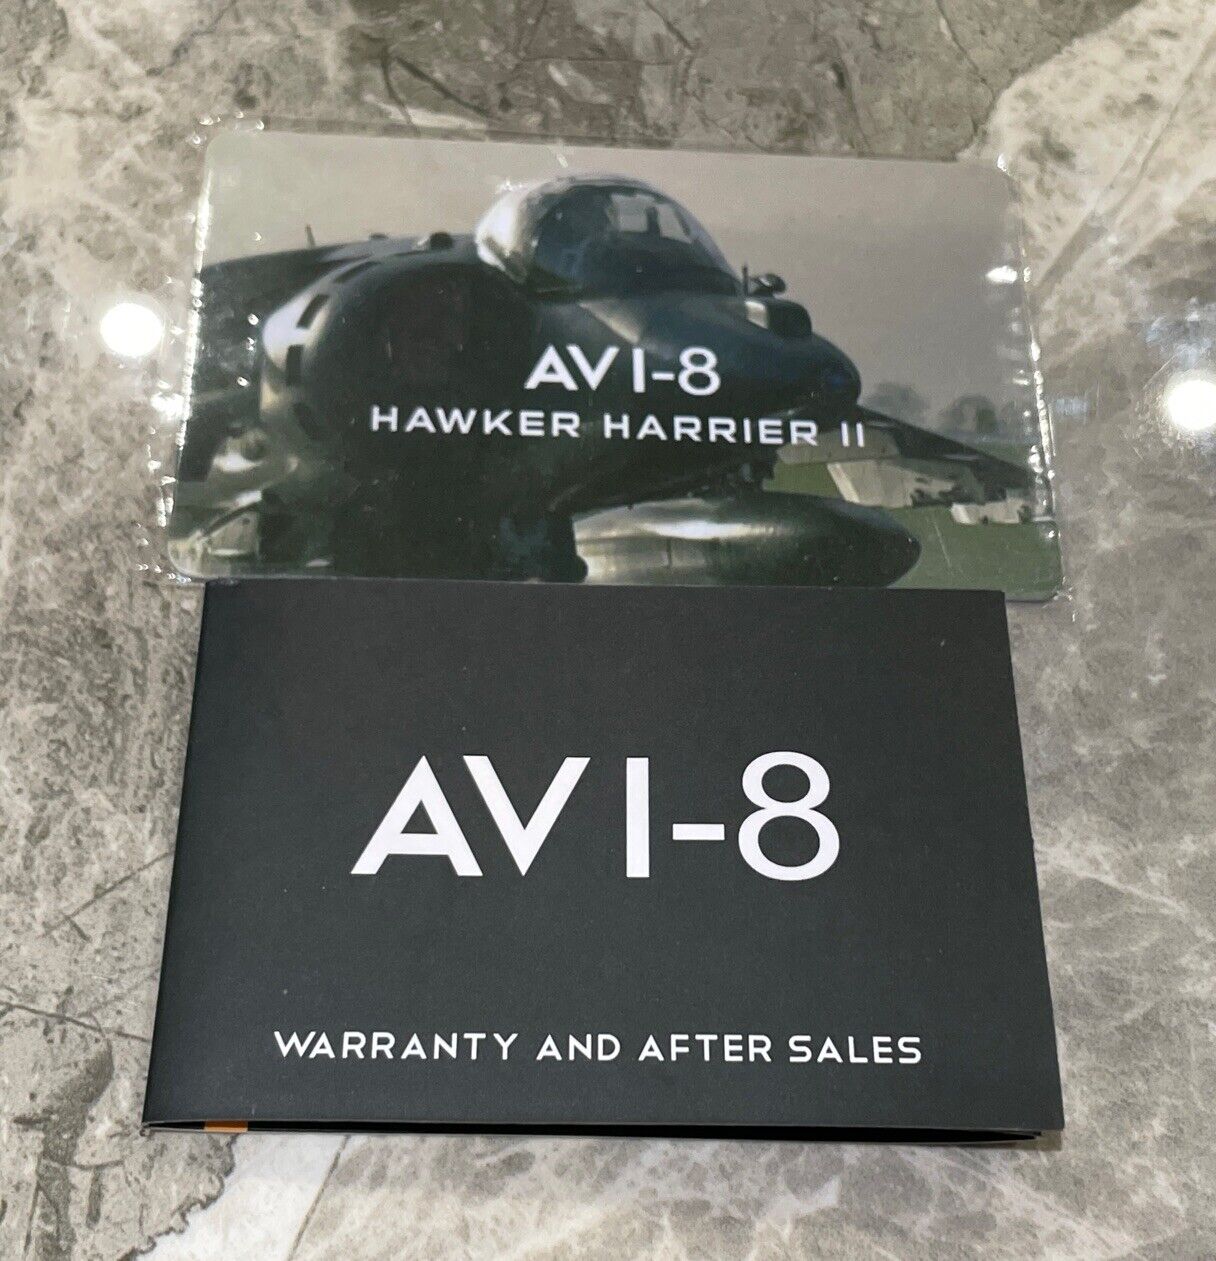 AVI-8
HAWKER HARRIER II
AVI-8
WARRANTY AND AFTER SALES